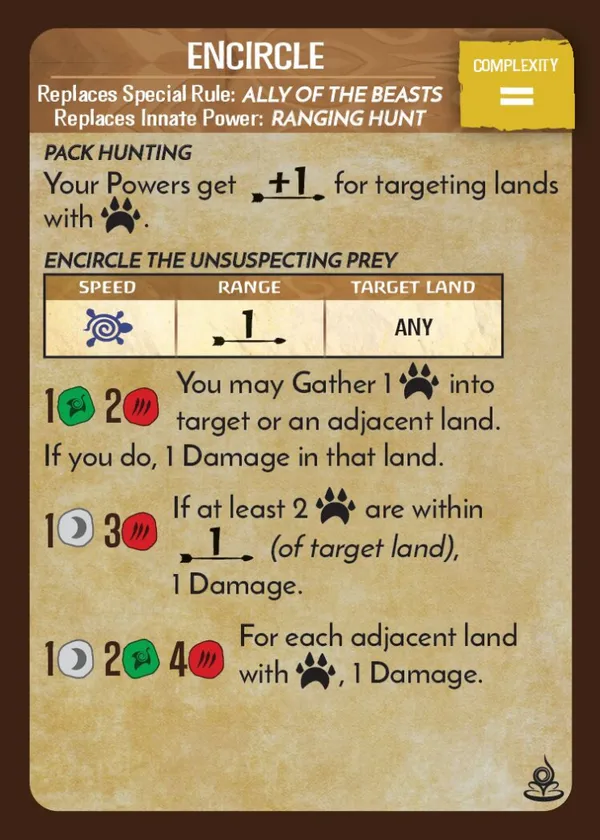 ENCIRCLE
COMPLEXITY
=
Replaces Special Rule: ALLY OF THE BEASTS
Replaces Innate Power: RANGING HUNT
PACK HUNTING
Your Powers get +1 for targeting lands
with .
ENCIRCLE THE UNSUSPECTING PREY
SPEED RANGE TARGET LAND
1 ANY
1 2 You may Gather 1 into
target or an adjacent land.
If you do, 1 Damage in that land.
1 3 If at least 2 are within
1 (of target land),
1 Damage.
1 2 4 For each adjacent land
with , 1 Damage.